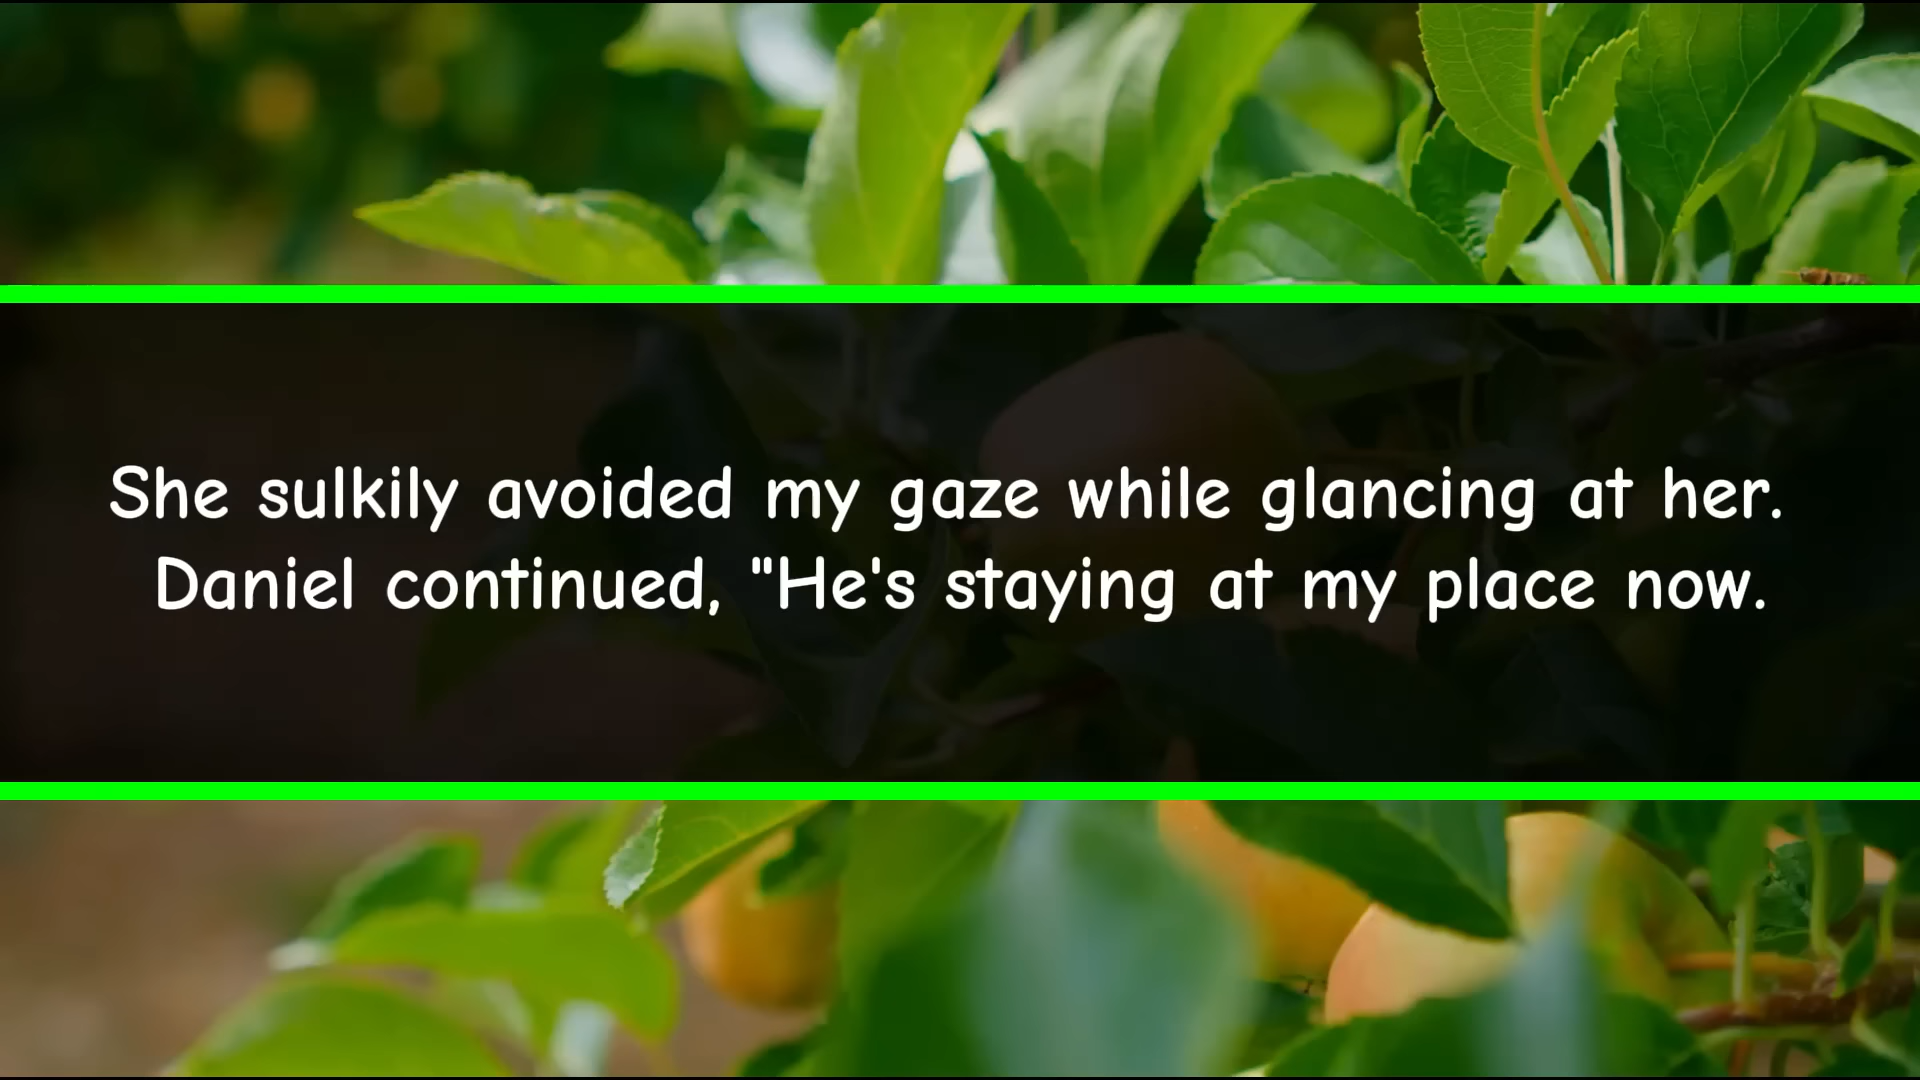 She sulkily avoided my gaze while glancing at her.
Daniel continued, "He's staying at my place now.